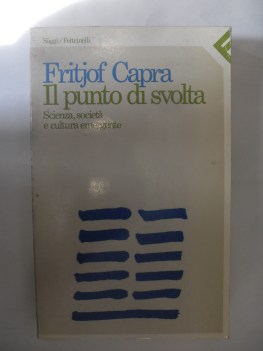 Saggi/Feltrinelli
Fritjof Capra
Il punto di svolta
Scienza, società
e cultura emergente